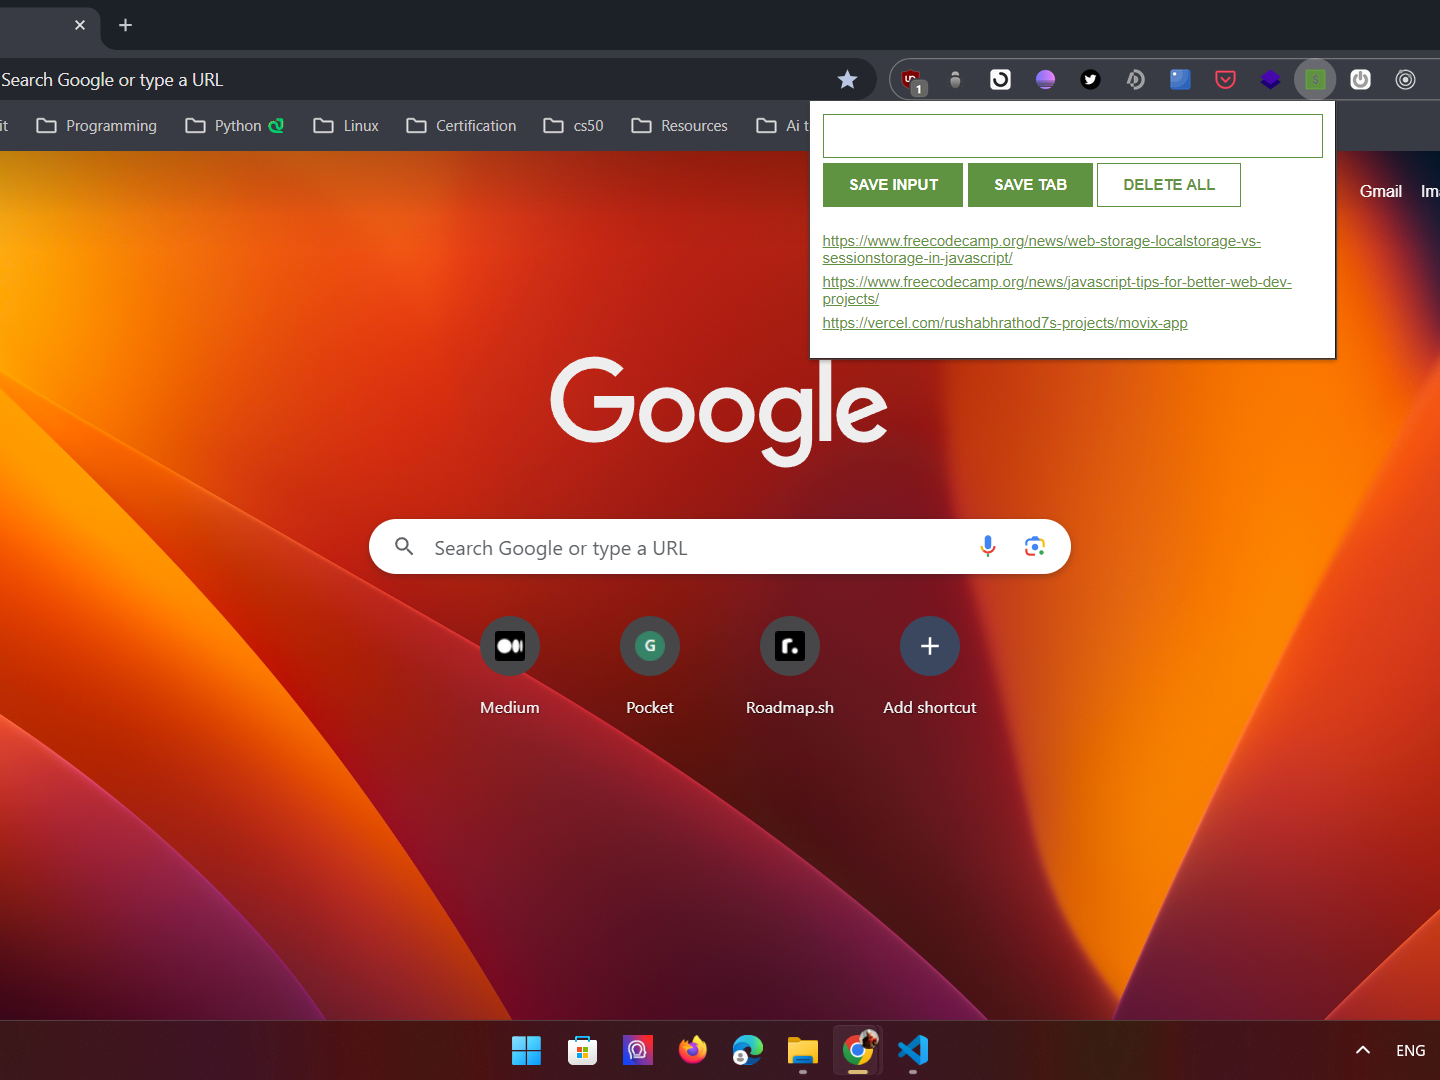 Search Google or type a URL
1
it
Programming
Python
Linux
Certification
cs50
Resources
Ai t
SAVE INPUT
SAVE TAB
DELETE ALL
https://www.freecodecamp.org/news/web-storage-localstorage-vs-
sessionstorage-in-javascript/
https://www.freecodecamp.org/news/javascript-tips-for-better-web-dev-
projects/
https://vercel.com/rushabhrathod7s-projects/movix-app
Gmail
Ima
Google
Search Google or type a URL
G
r.
Medium
Pocket
Roadmap.sh
Add shortcut
ENG